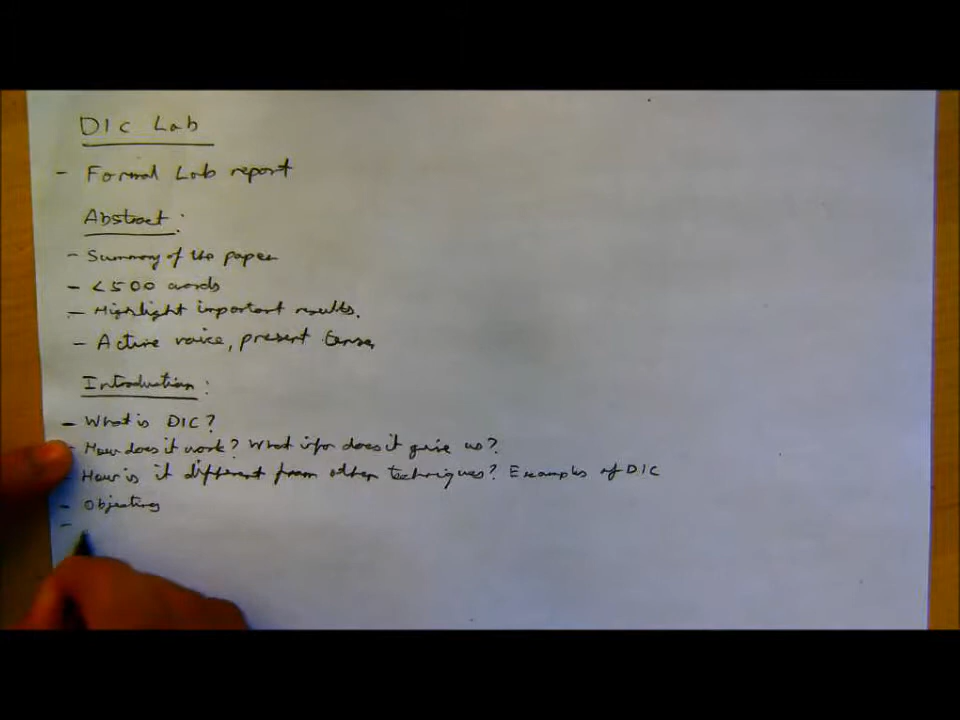 DIC Lab
- Formal Lab report
Abstract:
- Summary of the paper
- <500 words
- Highlight important results.
- Active voice, present tense
Introduction:
- What is DIC?
- How does it work? What info does it give us?
- How is it different from other techniques? Examples of DIC
- Objectives
-